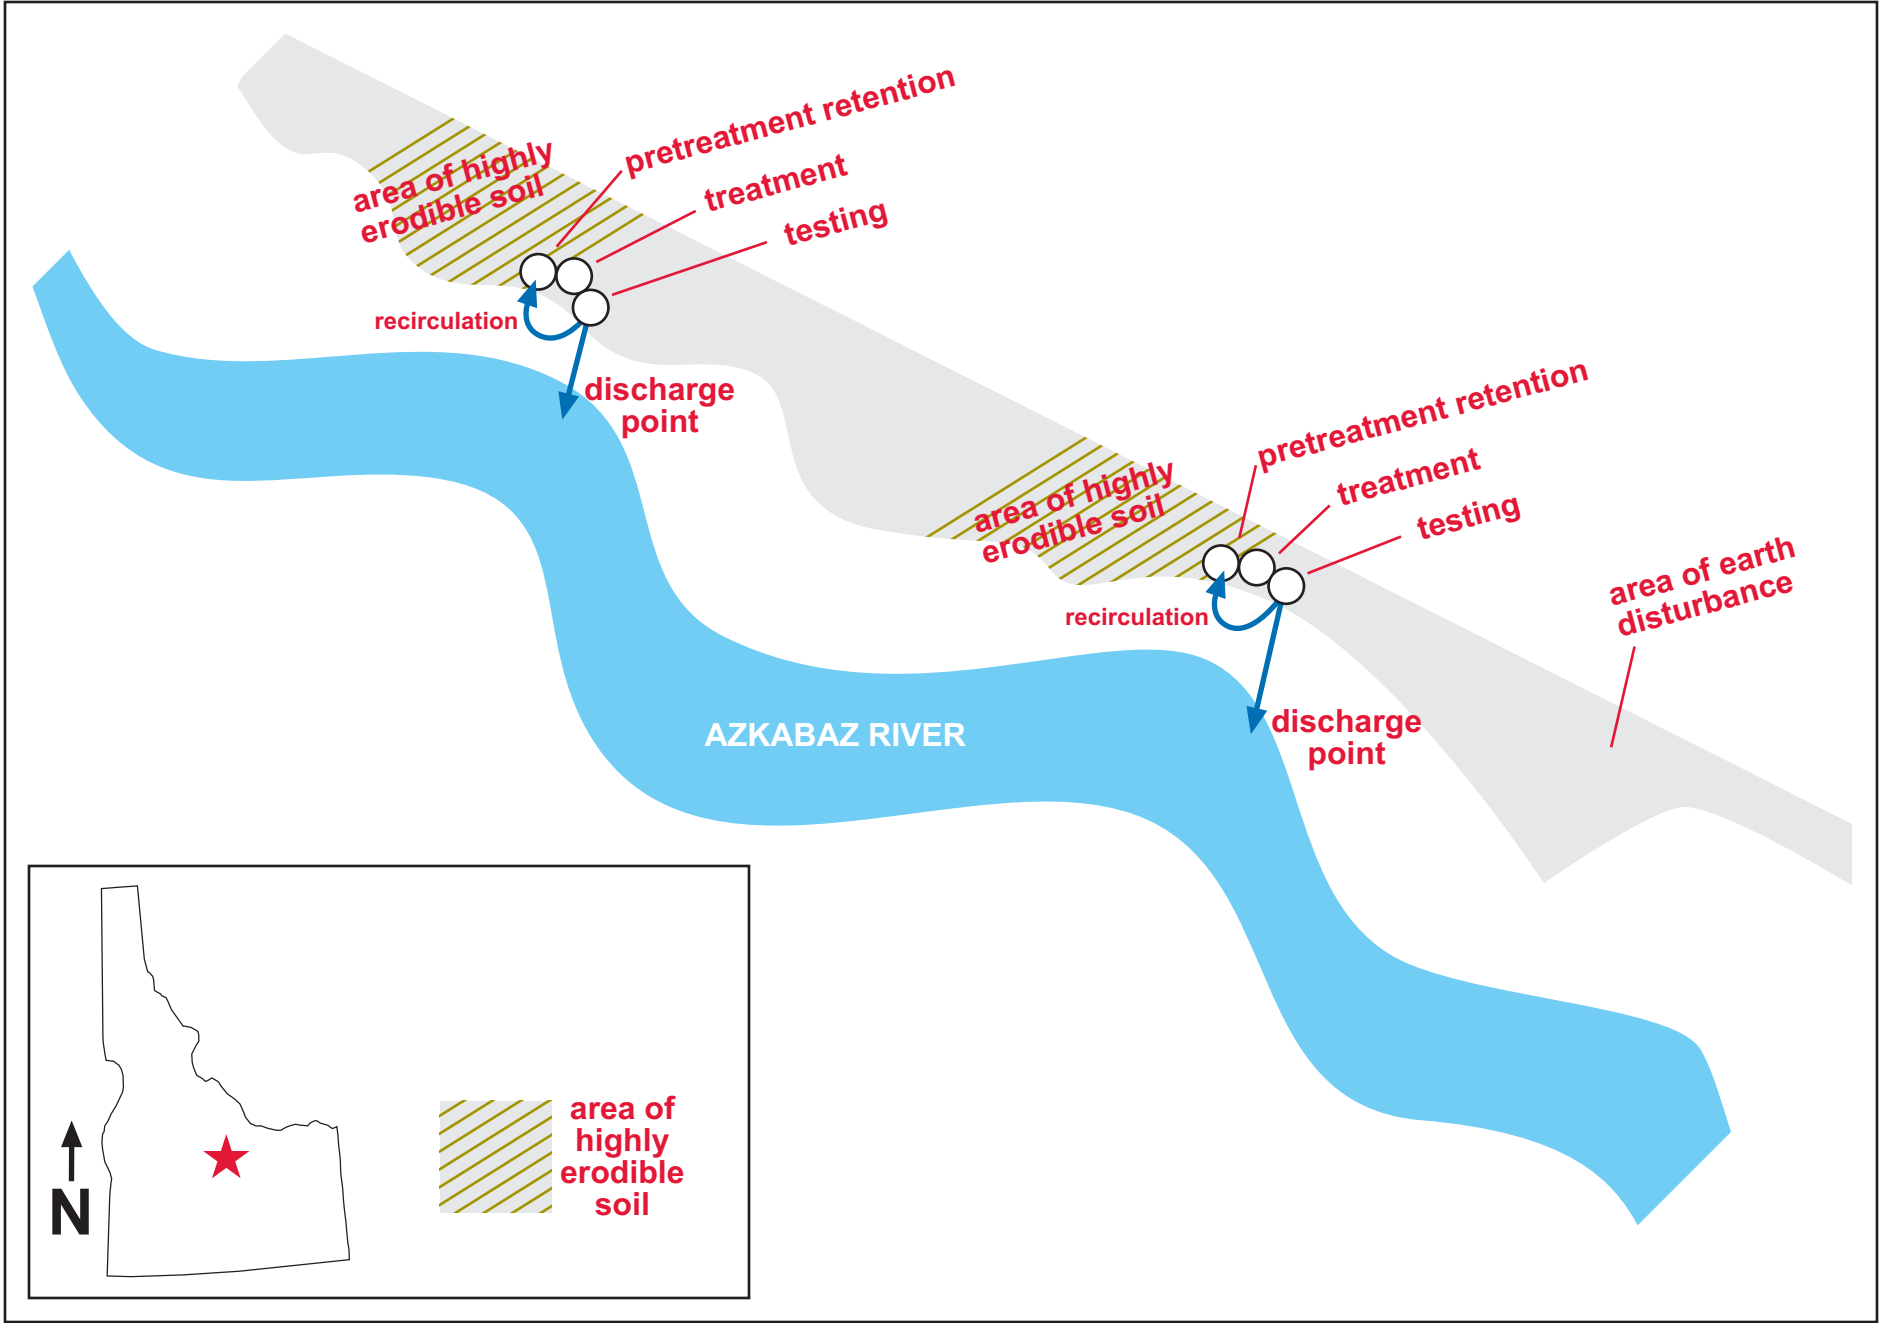 pretreatment retention
area of highly
erodible soil
treatment
testing
recirculation
discharge
point
pretreatment retention
area of highly
erodible soil
treatment
testing
area of earth
disturbance
recirculation
discharge
point
AZKABAZ RIVER
area of
highly
erodible
soil
N